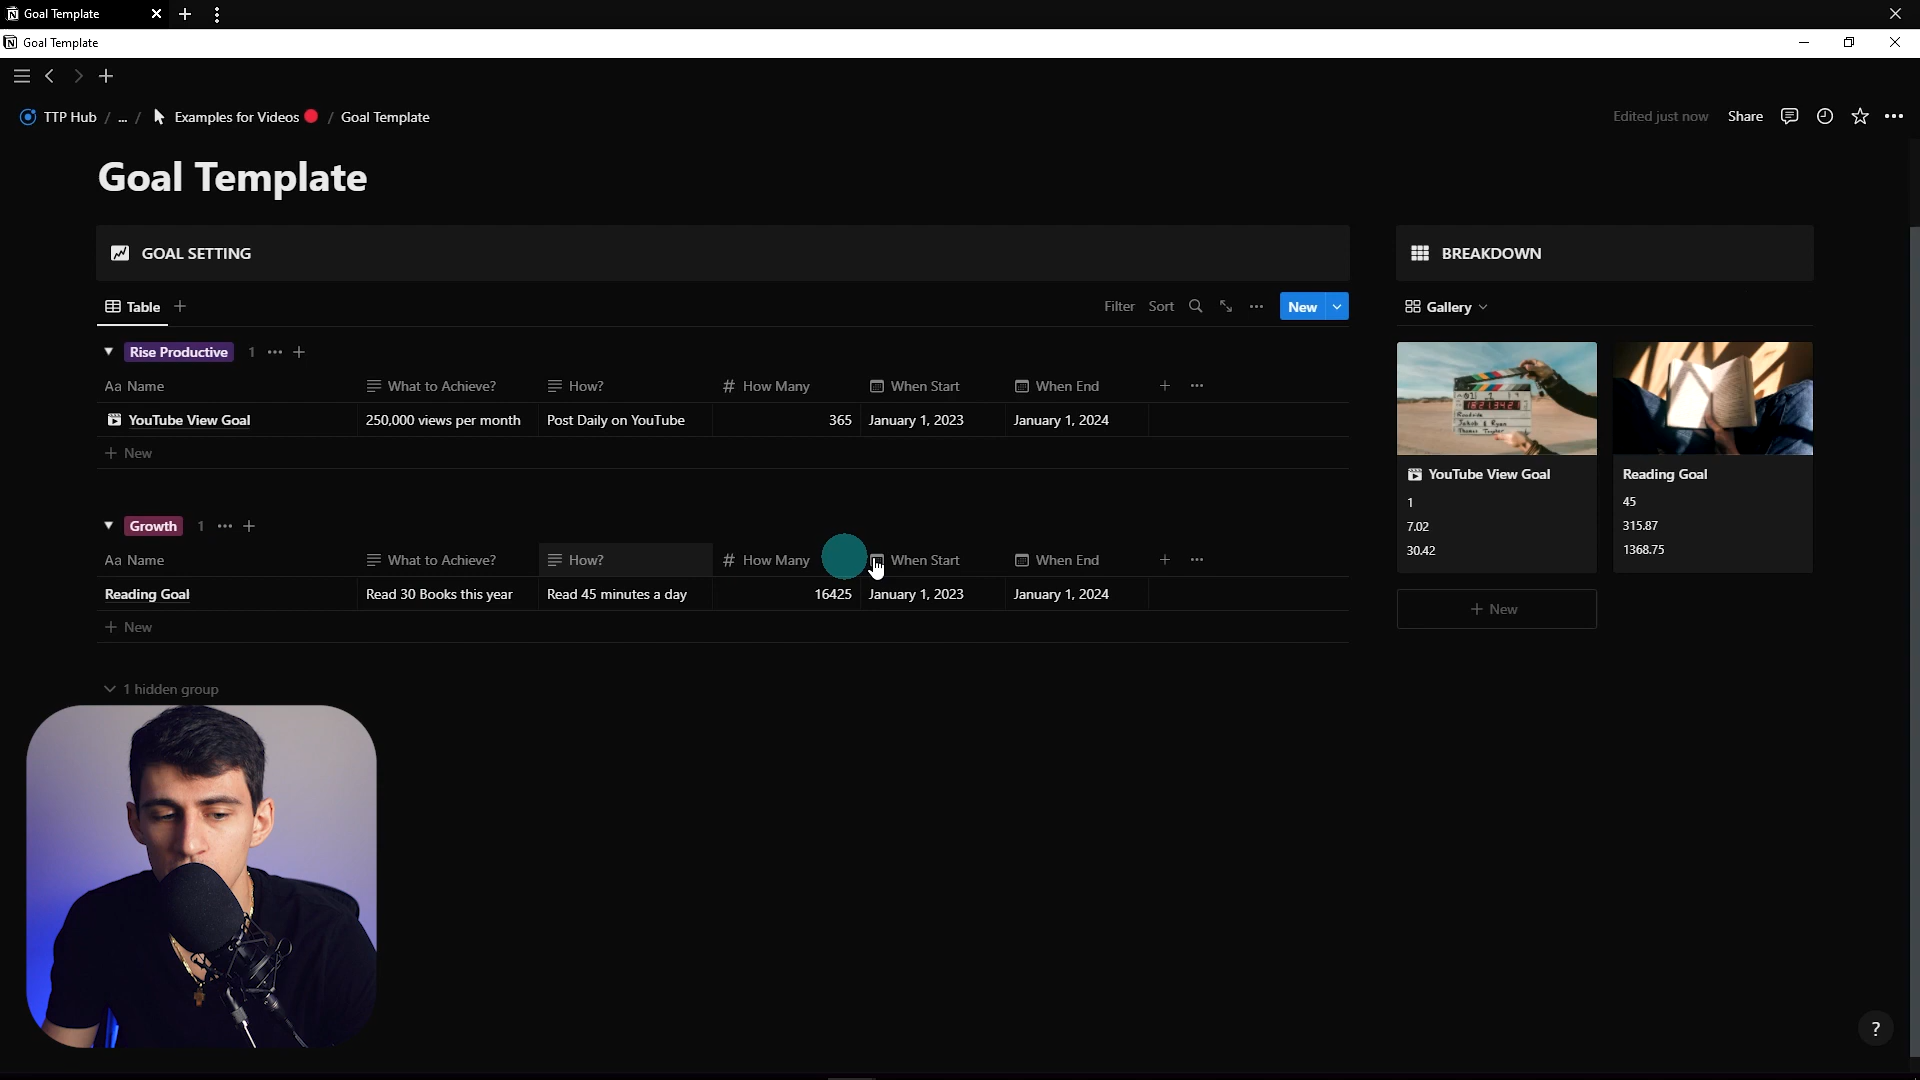 Goal Template
Goal Template
TTP Hub / ... / Examples for Videos / Goal Template
Edited just now Share
Goal Template
GOAL SETTING
Table
Filter Sort New
Rise Productive 1
Aa Name What to Achieve? How? # How Many When Start When End
YouTube View Goal 250,000 views per month Post Daily on YouTube 365 January 1, 2023 January 1, 2024
+ New
Growth 1
Aa Name What to Achieve? How? # How Many When Start When End
Reading Goal Read 30 Books this year Read 45 minutes a day 16425 January 1, 2023 January 1, 2024
+ New
1 hidden group
BREAKDOWN
Gallery
YouTube View Goal
1
7.02
30.42
Reading Goal
45
315.87
1368.75
+ New
?